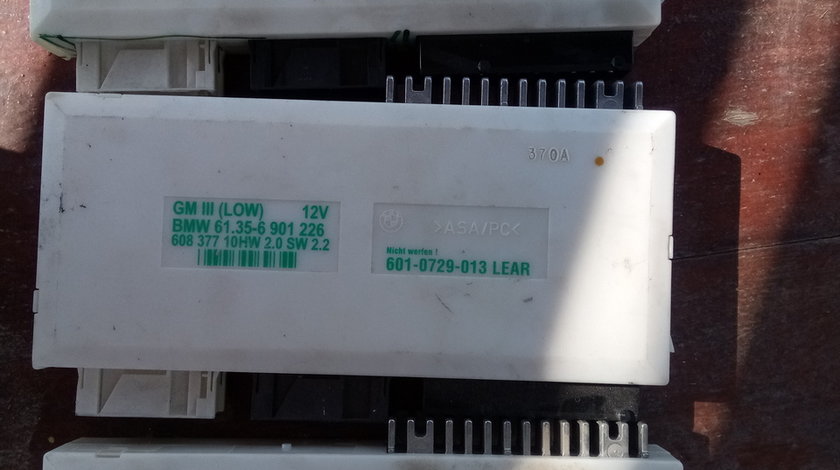 370A
GM III (LOW) 12V
BMW 61.35-6 901 226
608 377 10HW 2.0 SW 2.2
>ASA/PC<
Nicht werfen !
601-0729-013 LEAR